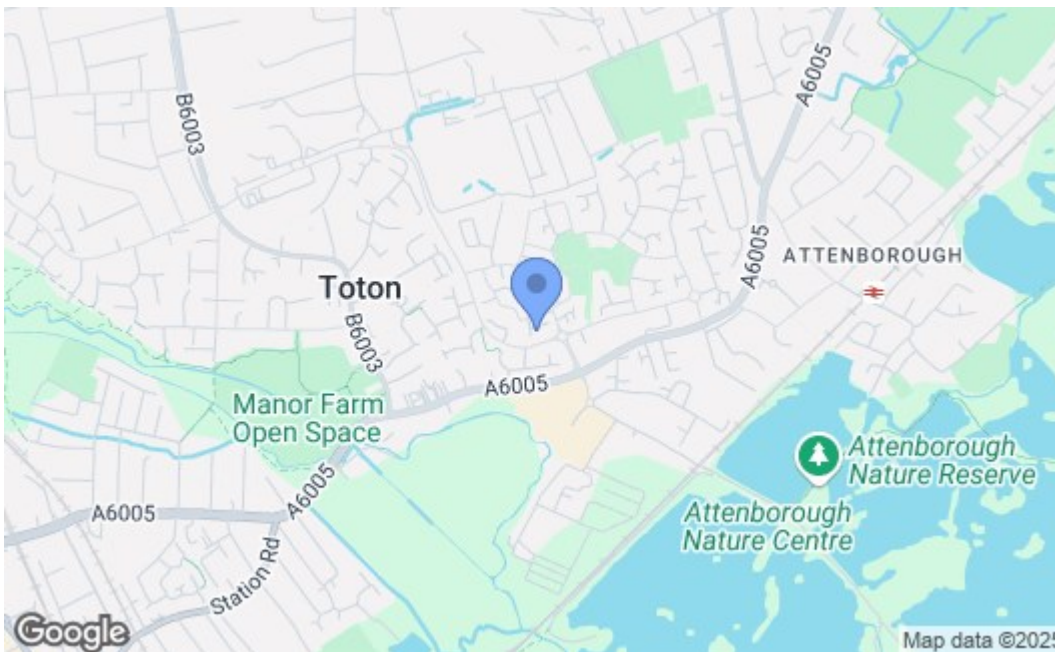 B6003
A6005
A6005
ATTENBOROUGH
Toton
B6003
A6005
Manor Farm
Open Space
Attenborough
Nature Reserve
A6005
A6005
Attenborough
Nature Centre
Station Rd
Google
Map data ©2025